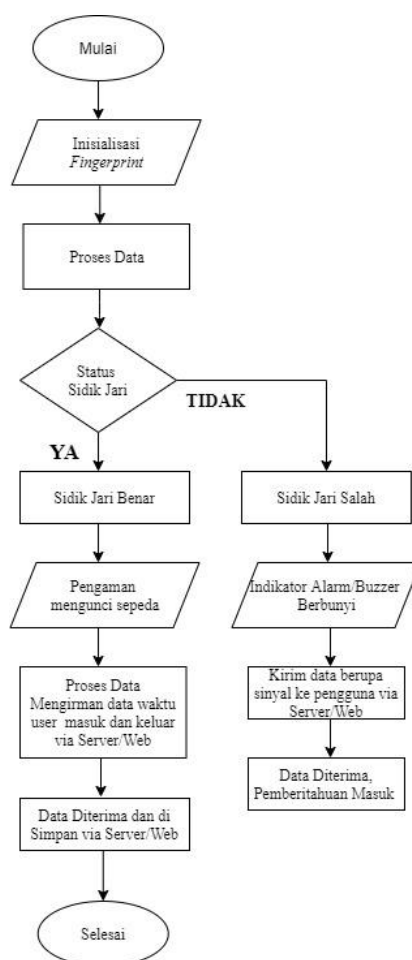 Mulai
Inisialisasi
Fingerprint
Proses Data
Status
Sidik Jari
TIDAK
YA
Sidik Jari Benar
Sidik Jari Salah
Pengaman
mengunci sepeda
Indikator Alarm/Buzzer
Berbunyi
Proses Data
Mengirman data waktu
user masuk dan keluar
via Server/Web
Kirim data berupa
sinyal ke pengguna via
Server/Web
Data Diterima dan di
Simpan via Server/Web
Data Diterima,
Pemberitahuan Masuk
Selesai